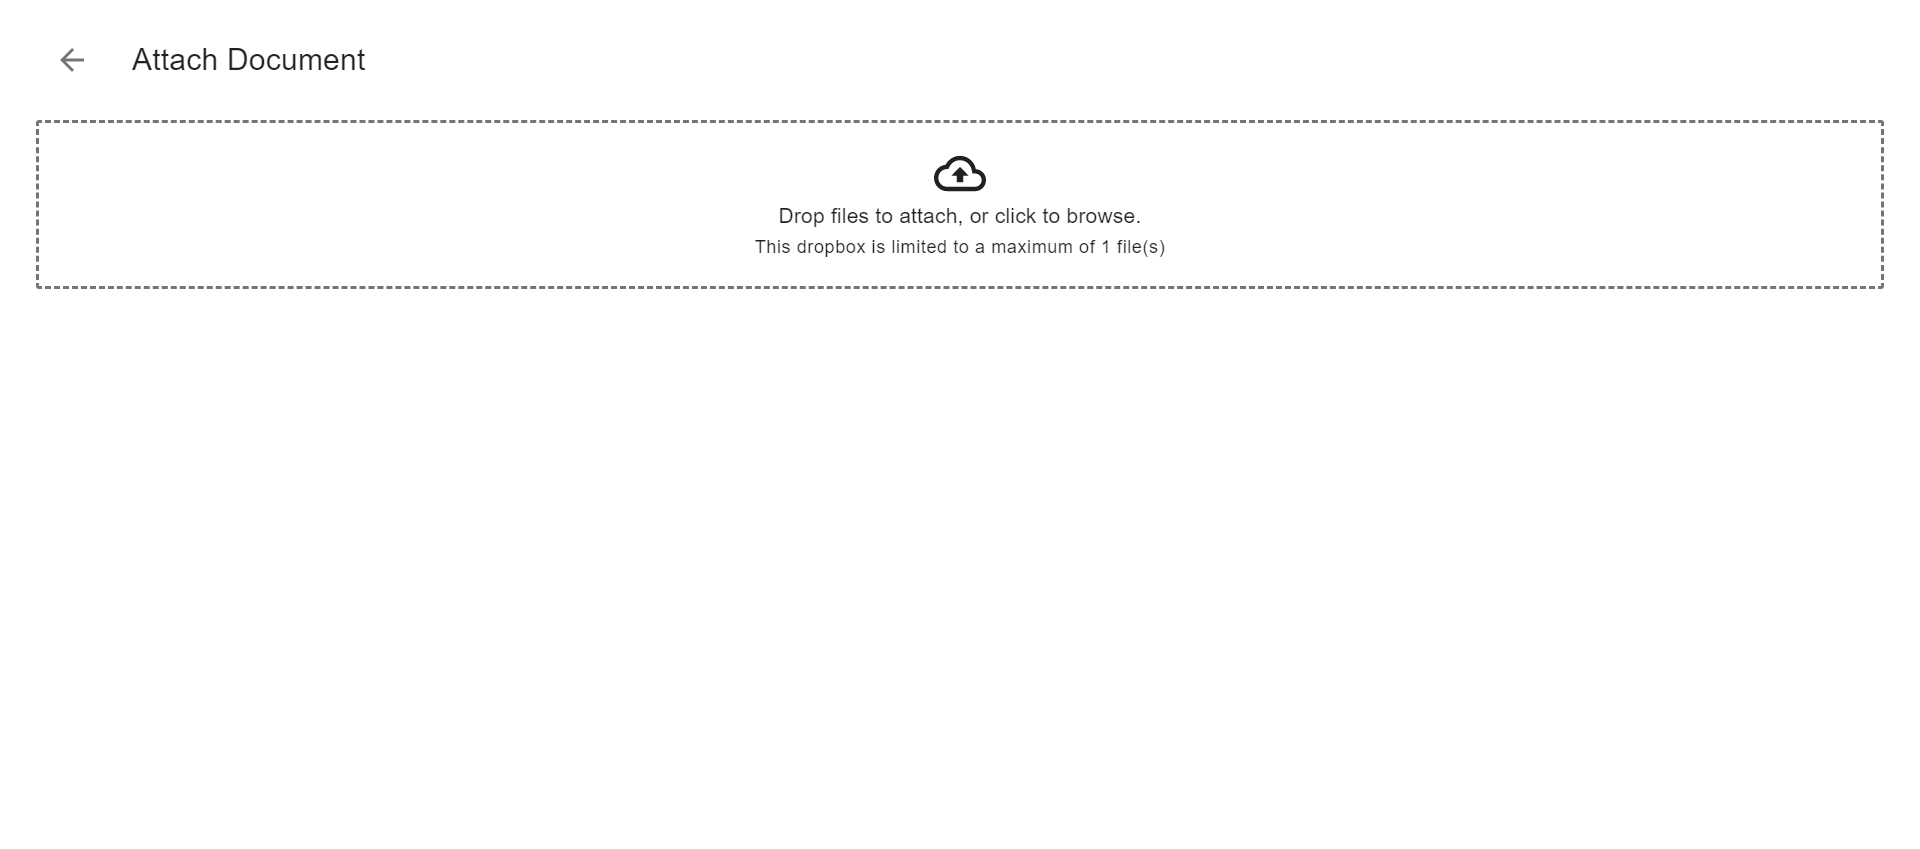 Attach Document
Drop files to attach, or click to browse.
This dropbox is limited to a maximum of 1 file(s)